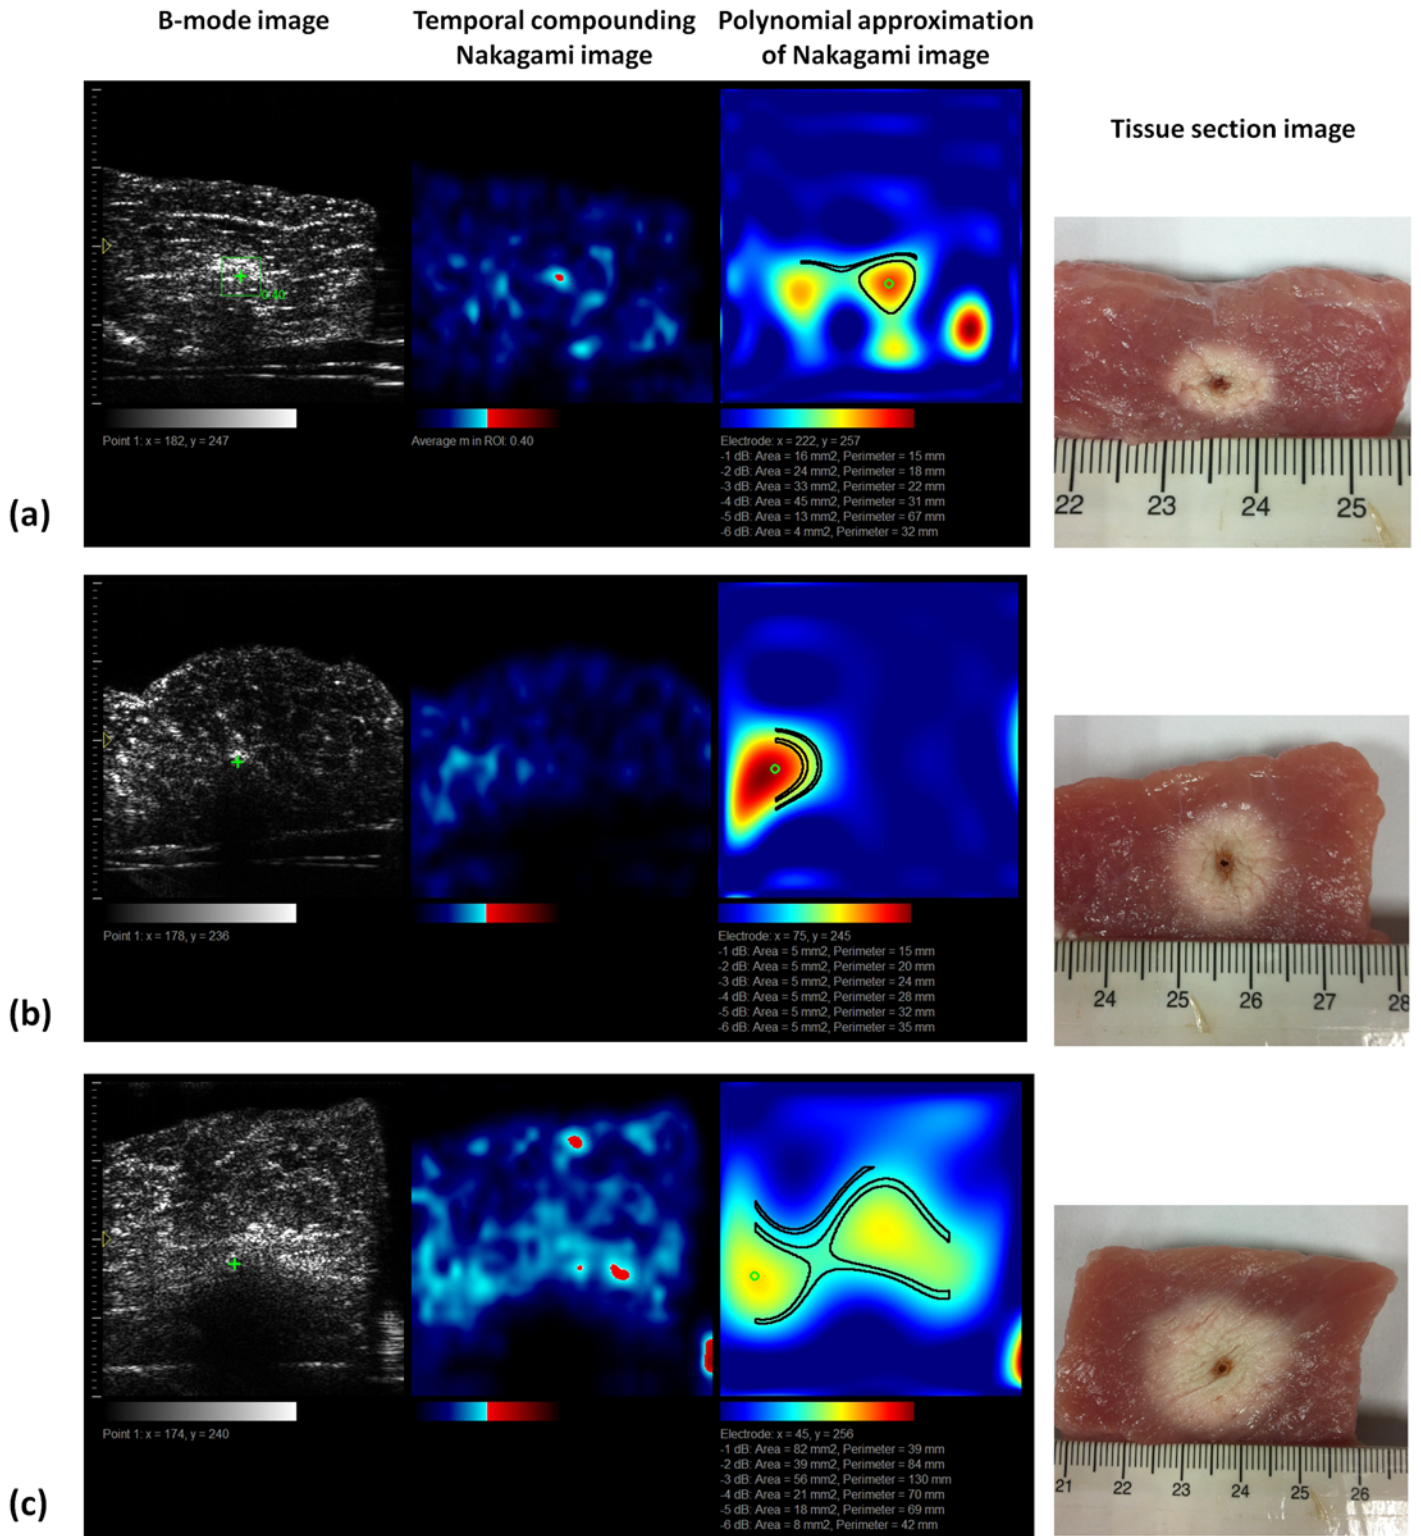 B-mode image
Temporal compounding
Nakagami image
Polynomial approximation
of Nakagami image
Tissue section image
(a)
0.40
Point 1: x = 182, y = 247
Average m in ROI: 0.40
Electrode: x = 222, y = 257
-1 dB: Area = 16 mm2, Perimeter = 15 mm
-2 dB: Area = 24 mm2, Perimeter = 18 mm
-3 dB: Area = 33 mm2, Perimeter = 22 mm
-4 dB: Area = 45 mm2, Perimeter = 31 mm
-5 dB: Area = 13 mm2, Perimeter = 67 mm
-6 dB: Area = 4 mm2, Perimeter = 32 mm
22 23 24 25
(b)
Point 1: x = 178, y = 236
Electrode: x = 75, y = 245
-1 dB: Area = 5 mm2, Perimeter = 15 mm
-2 dB: Area = 5 mm2, Perimeter = 20 mm
-3 dB: Area = 5 mm2, Perimeter = 24 mm
-4 dB: Area = 5 mm2, Perimeter = 28 mm
-5 dB: Area = 5 mm2, Perimeter = 32 mm
-6 dB: Area = 5 mm2, Perimeter = 35 mm
24 25 26 27 28
(c)
Point 1: x = 174, y = 240
Electrode: x = 45, y = 256
-1 dB: Area = 82 mm2, Perimeter = 39 mm
-2 dB: Area = 39 mm2, Perimeter = 84 mm
-3 dB: Area = 56 mm2, Perimeter = 130 mm
-4 dB: Area = 21 mm2, Perimeter = 70 mm
-5 dB: Area = 18 mm2, Perimeter = 69 mm
-6 dB: Area = 8 mm2, Perimeter = 42 mm
21 22 23 24 25 26